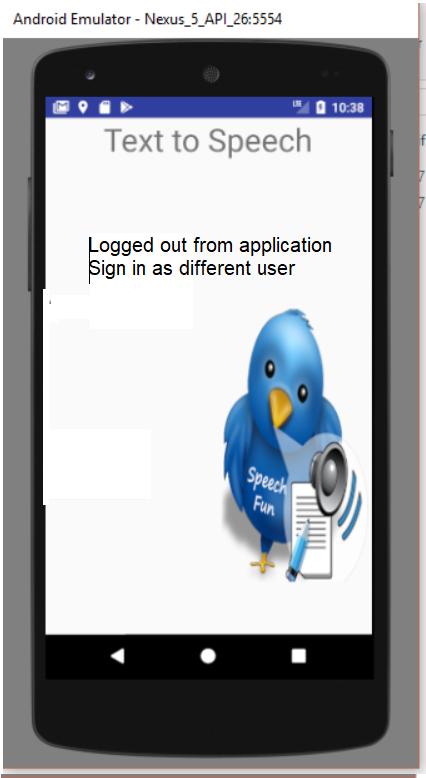 Android Emulator - Nexus_5_API_26:5554
LTE 10:38
Text to Speech
Logged out from application
Sign in as different user
Speech
Fun